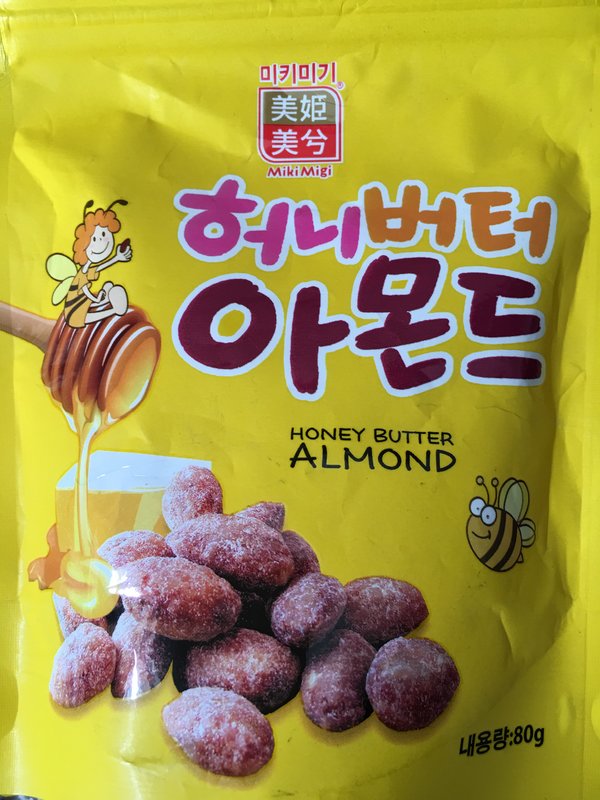 미키미기®
美姬
美兮
MikiMigi
허니버터
아몬드
HONEY BUTTER
ALMOND
내용량:80g